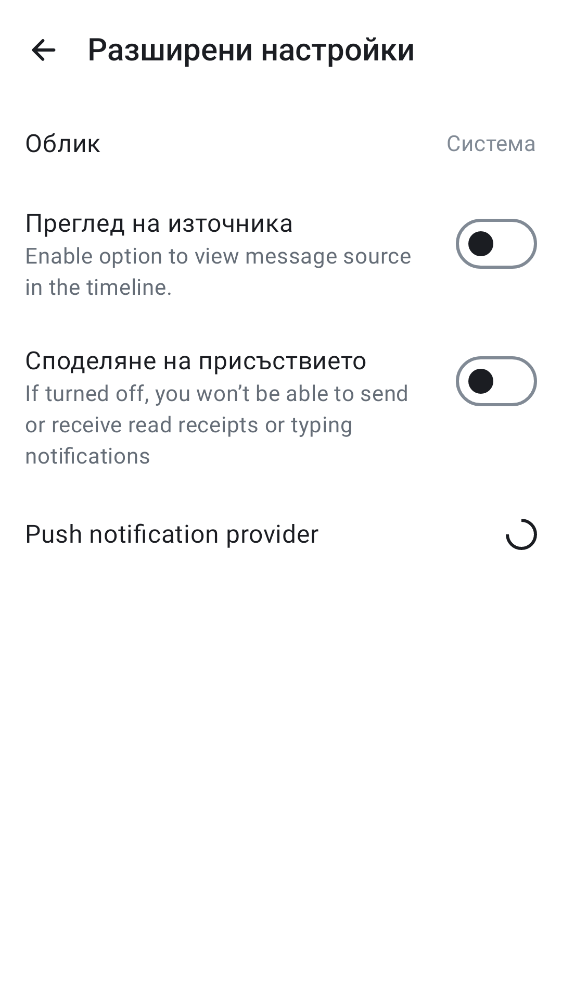 Разширени настройки
Облик
Система
Преглед на източника
Enable option to view message source
in the timeline.
Споделяне на присъствието
If turned off, you won’t be able to send
or receive read receipts or typing
notifications
Push notification provider